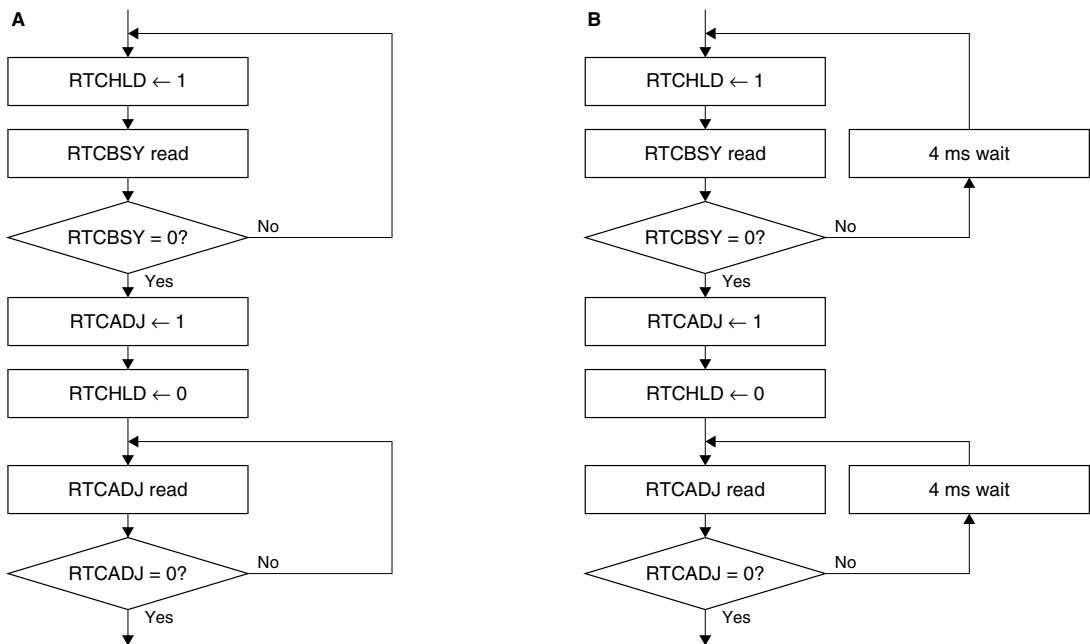 A
RTCHLD ← 1
RTCBSY read
RTCBSY = 0?
No
Yes
RTCADJ ← 1
RTCHLD ← 0
RTCADJ read
RTCADJ = 0?
No
Yes
B
RTCHLD ← 1
RTCBSY read
4 ms wait
RTCBSY = 0?
No
Yes
RTCADJ ← 1
RTCHLD ← 0
RTCADJ read
4 ms wait
RTCADJ = 0?
No
Yes